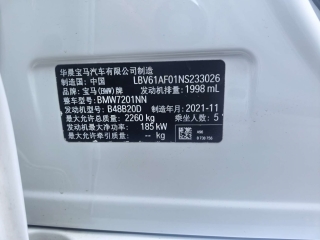 华晨宝马汽车有限公司制造
制造国：中国 LBV61AF01NS233026
品牌：宝马(BMW)牌 发动机排量：1998 mL
整车型号：BMW7201NN
发动机型号：B48B20D 制造年月：2021-11
最大允许总质量：2260 kg 乘坐人数：5
发动机最大净功率：185 kW
最大允许牵引质量：-- kg